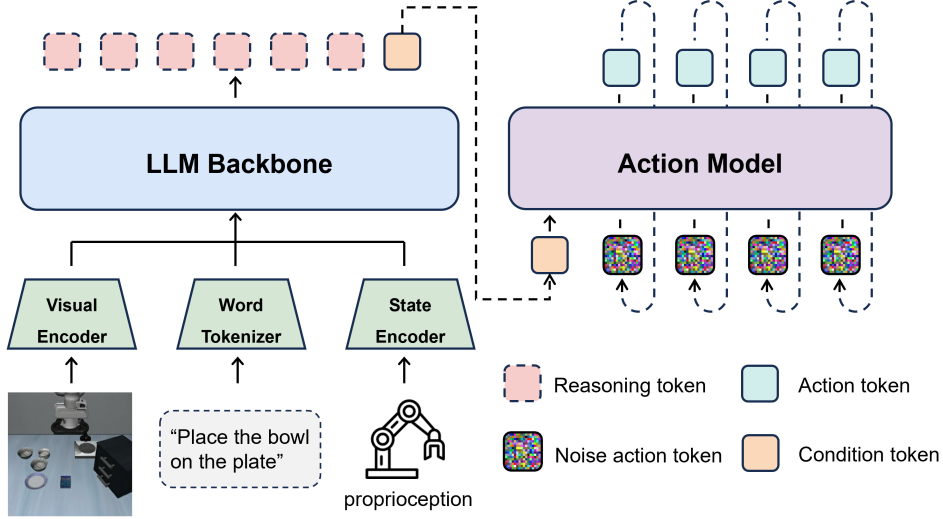 LLM Backbone
Action Model
Visual
Encoder
Word
Tokenizer
State
Encoder
“Place the bowl
on the plate”
proprioception
Reasoning token
Action token
Noise action token
Condition token